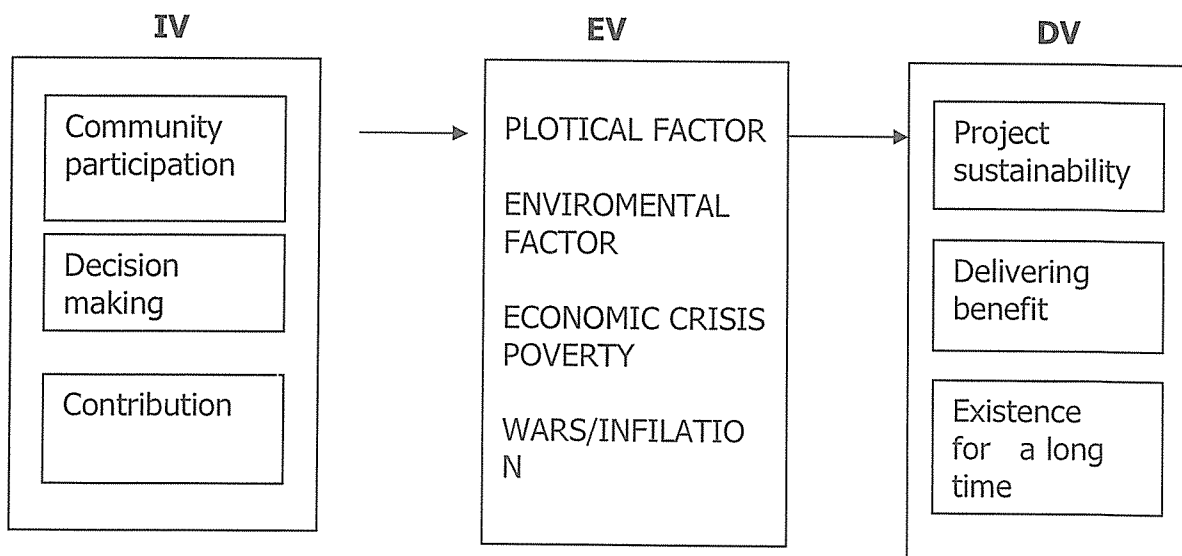 IV
Community
participation
Decision
making
Contribution
EV
PLOTICAL FACTOR
ENVIROMENTAL
FACTOR
ECONOMIC CRISIS
POVERTY
WARS/INFILATIO
N
DV
Project
sustainability
Delivering
benefit
Existence
for a long
time